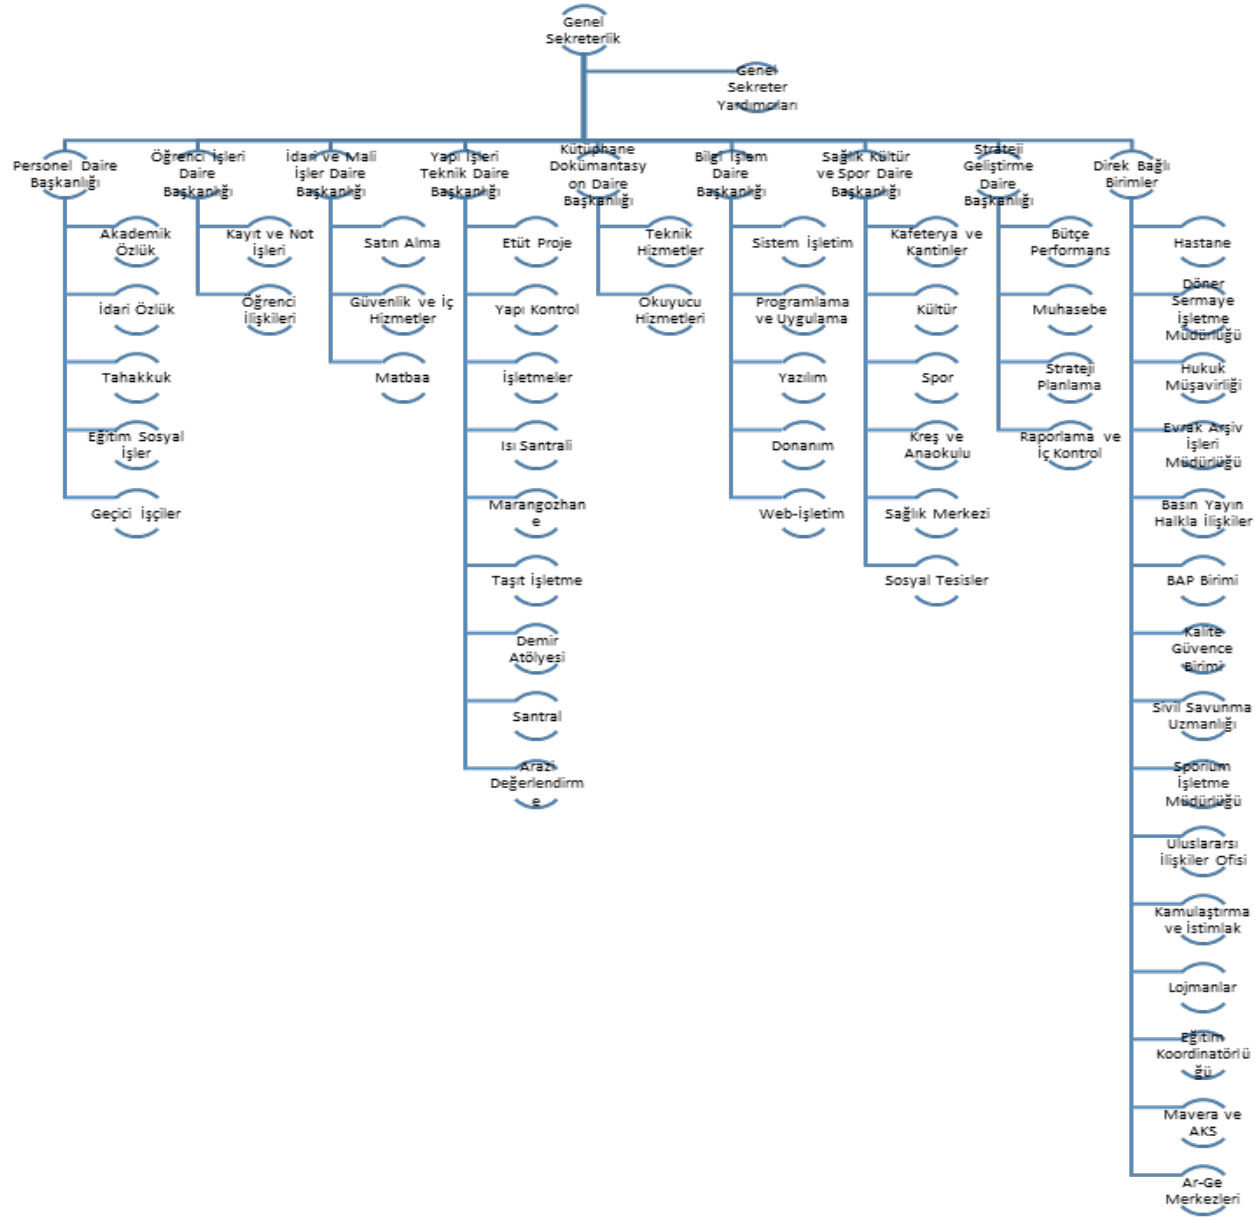 Genel
Sekreterlik
Genel
Sekreter
Yardımcıları
Personel Daire
Başkanlığı
Akademik
Özlük
İdari Özlük
Tahakkuk
Eğitim Sosyal
İşler
Geçici İşçiler
Öğrenci İşleri
Daire
Başkanlığı
Kayıt ve Not
İşleri
Öğrenci
İlişkileri
İdari ve Mali
İşler Daire
Başkanlığı
Satın Alma
Güvenlik ve İç
Hizmetler
Matbaa
Yapı İşleri
Teknik Daire
Başkanlığı
Etüt Proje
Yapı Kontrol
İşletmeler
Isı Santrali
Marangozhan
e
Taşıt İşletme
Demir
Atölyesi
Santral
Arazi
Değerlendirm
e
Kütüphane
Dokümantasy
on Daire
Başkanlığı
Teknik
Hizmetler
Okuyucu
Hizmetleri
Bilgi İşlem
Daire
Başkanlığı
Sistem İşletim
Programlama
ve Uygulama
Yazılım
Donanım
Web-İşletim
Sağlık Kültür
ve Spor Daire
Başkanlığı
Kafeterya ve
Kantinler
Kültür
Spor
Kreş ve
Anaokulu
Sağlık Merkezi
Sosyal Tesisler
Strateji
Geliştirme
Daire
Başkanlığı
Bütçe
Performans
Muhasebe
Strateji
Planlama
Raporlama ve
İç Kontrol
Direk Bağlı
Birimler
Hastane
Döner
Sermaye
İşletme
Müdürlüğü
Hukuk
Müşavirliği
Evrak Arşiv
İşleri
Müdürlüğü
Basın Yayın
Halkla İlişkiler
BAP Birimi
Kalite
Güvence
Birimi
Sivil Savunma
Uzmanlığı
Sporium
İşletme
Müdürlüğü
Uluslararsı
İlişkiler Ofisi
Kamulaştırma
ve İstimlak
Lojmanlar
Eğitim
Koordinatörlü
ğü
Mavera ve
AKS
Ar-Ge
Merkezleri